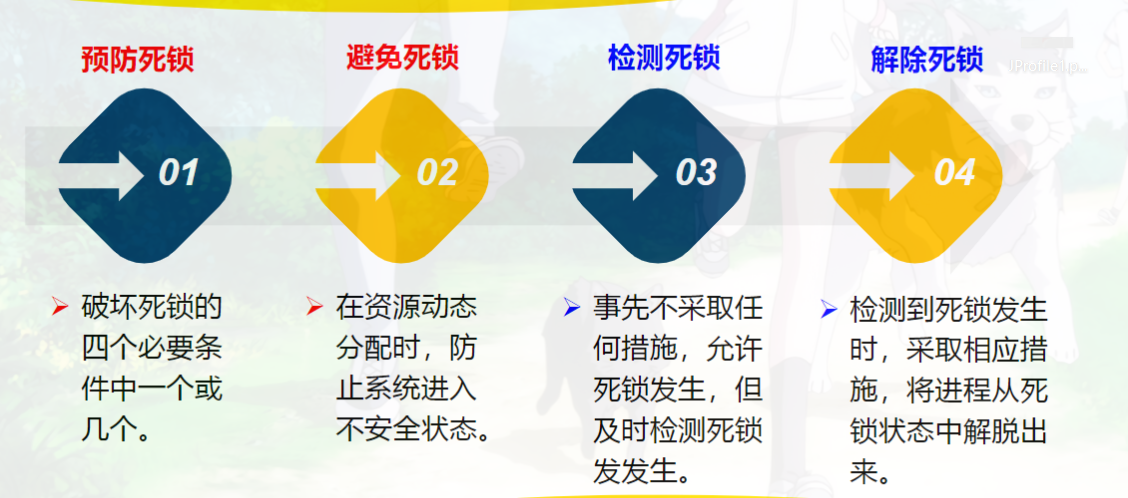 预防死锁
避免死锁
检测死锁
解除死锁
01
02
03
04
➢ 破坏死锁的
四个必要条
件中一个或
几个。
➢ 在资源动态
分配时，防
止系统进入
不安全状态。
➢ 事先不采取任
何措施，允许
死锁发生，但
及时检测死锁
发发生。
➢ 检测到死锁发生
时，采取相应措
施，将进程从死
锁状态中解脱出
来。